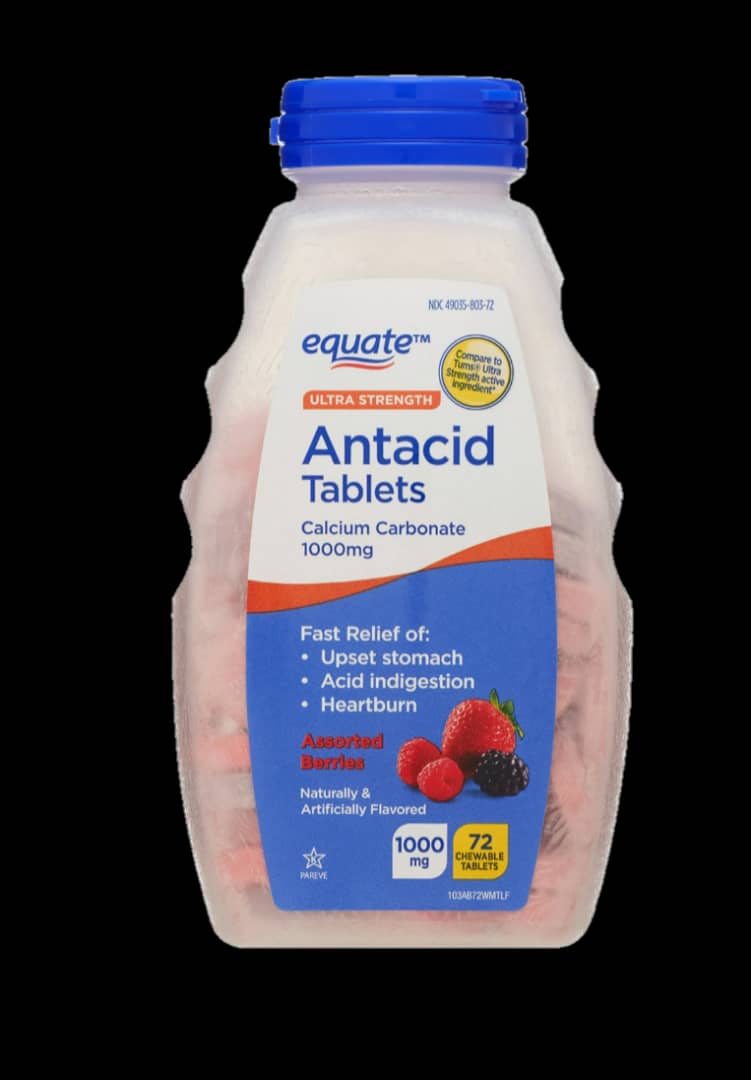 NDC 49035-803-72
equate™
Compare to
Tums® Ultra
Strength active
ingredient*
ULTRA STRENGTH
Antacid
Tablets
Calcium Carbonate
1000mg
Fast Relief of:
• Upset stomach
• Acid indigestion
• Heartburn
Assorted
Berries
Naturally &
Artificially Flavored
K
PAREVE
1000
mg
72
CHEWABLE
TABLETS
103AB72WMTLF